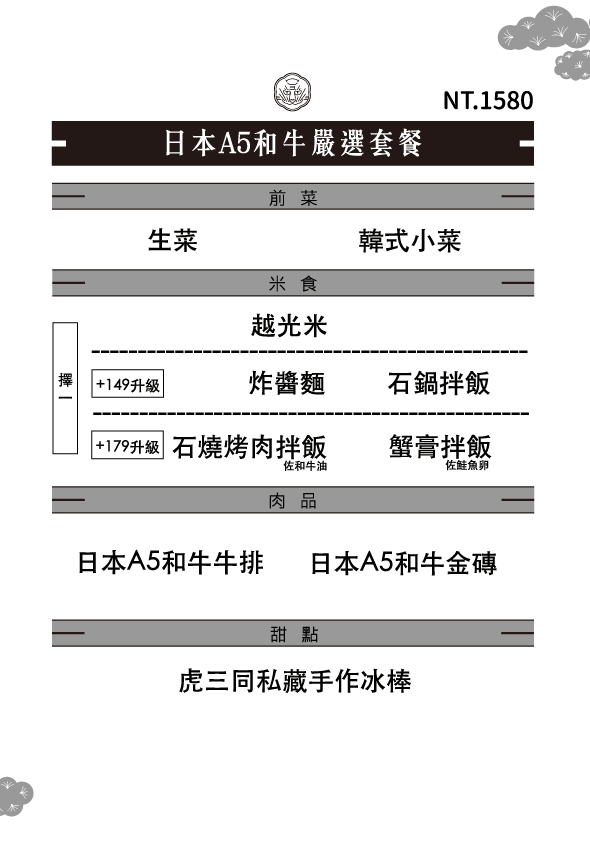 NT.1580
日本A5和牛嚴選套餐
前菜
生菜 韓式小菜
米食
越光米
擇一
+149升級 炸醬麵 石鍋拌飯
+179升級 石燒烤肉拌飯 蟹膏拌飯
佐和牛油 佐鮭魚卵
肉品
日本A5和牛牛排 日本A5和牛金磚
甜點
虎三同私藏手作冰棒